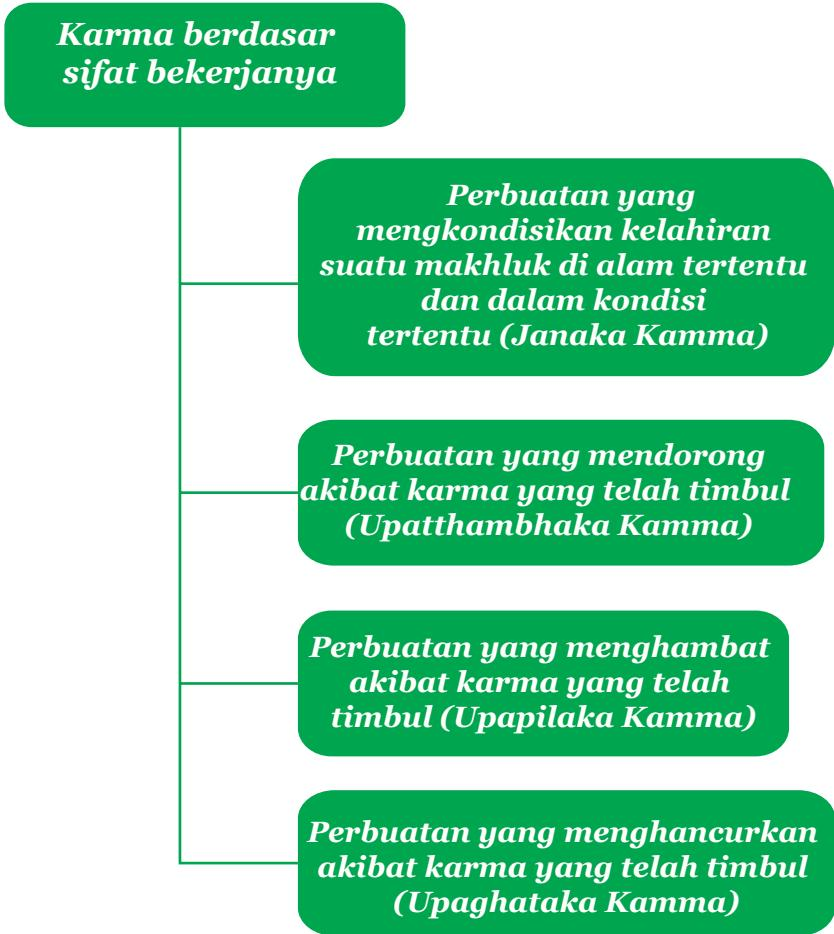 Karma berdasar
sifat bekerjanya
Perbuatan yang
mengkondisikan kelahiran
suatu makhluk di alam tertentu
dan dalam kondisi
tertentu (Janaka Kamma)
Perbuatan yang mendorong
akibat karma yang telah timbul
(Upatthambhaka Kamma)
Perbuatan yang menghambat
akibat karma yang telah
timbul (Upapilaka Kamma)
Perbuatan yang menghancurkan
akibat karma yang telah timbul
(Upaghataka Kamma)